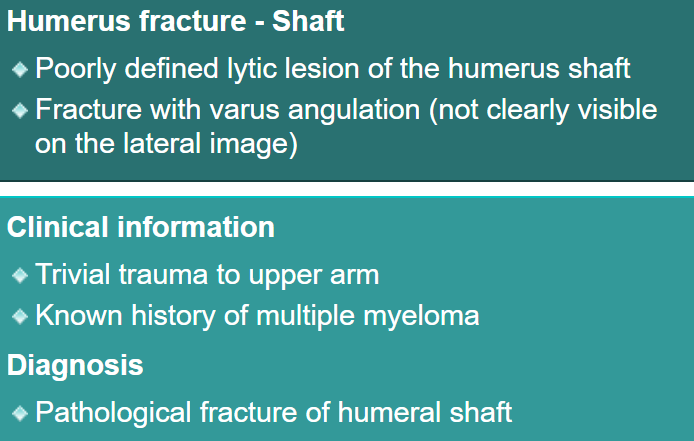 Humerus fracture - Shaft
Poorly defined lytic lesion of the humerus shaft
Fracture with varus angulation (not clearly visible
on the lateral image)
Clinical information
Trivial trauma to upper arm
Known history of multiple myeloma
Diagnosis
Pathological fracture of humeral shaft